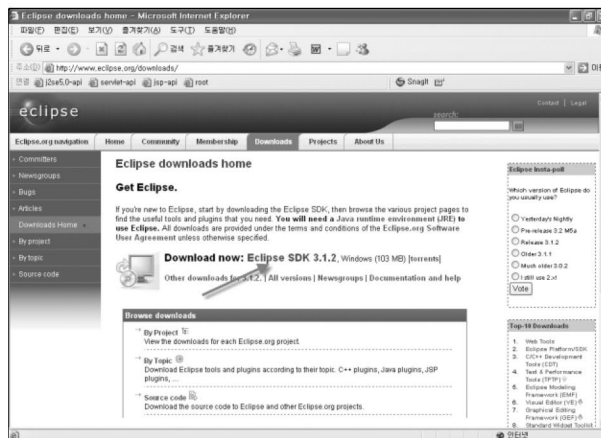 Eclipse downloads home - Microsoft Internet Explorer
파일(F) 편집(E) 보기(V) 즐겨찾기(A) 도구(T) 도움말(H)
뒤로 검색 즐겨찾기
주소(D) http://www.eclipse.org/downloads/
연결 j2se5.0-api servlet-api jsp-api root SnagIt
eclipse
Contact | Legal
search:
Eclipse.org navigation Home Community Membership Downloads Projects About Us
Committers
Newsgroups
Bugs
Articles
Downloads Home
By project
By topic
Source code
Eclipse downloads home
Get Eclipse.
If you're new to Eclipse, start by downloading the Eclipse SDK, then browse the various project pages to
find the useful tools and plugins that you need. You will need a Java runtime environment (JRE) to
use Eclipse. All downloads are provided under the terms and conditions of the Eclipse.org Software
User Agreement unless otherwise specified.
Download now: Eclipse SDK 3.1.2, Windows (103 MB) [torrents]
Other downloads for 3.1.2. | All versions | Newsgroups | Documentation and help
Browse downloads
By Project
View the downloads for each Eclipse.org project.
By Topic
Download Eclipse tools and plugins according to their topic. C++ plugins, Java plugins, JSP
plugins, ...
Source code
Download the source code to Eclipse and other Eclipse.org projects.
Eclipse Insta-poll
Which version of Eclipse do
you usually use?
Yesterday's Nightly
Pre-release 3.2 M5a
Release 3.1.2
Older 3.1.1
Much older 3.0.2
I still use 2.x!
Vote
Top-10 Downloads
1. Web Tools
2. Eclipse Platform/SDK
3. C/C++ Development
Tools (CDT)
4. Test & Performance
Tools (TPTP)
5. Eclipse Modeling
Framework (EMF)
6. Visual Editor (VE)
7. Graphical Editing
Framework (GEF)
8. Standard Widget Toolkit
인터넷